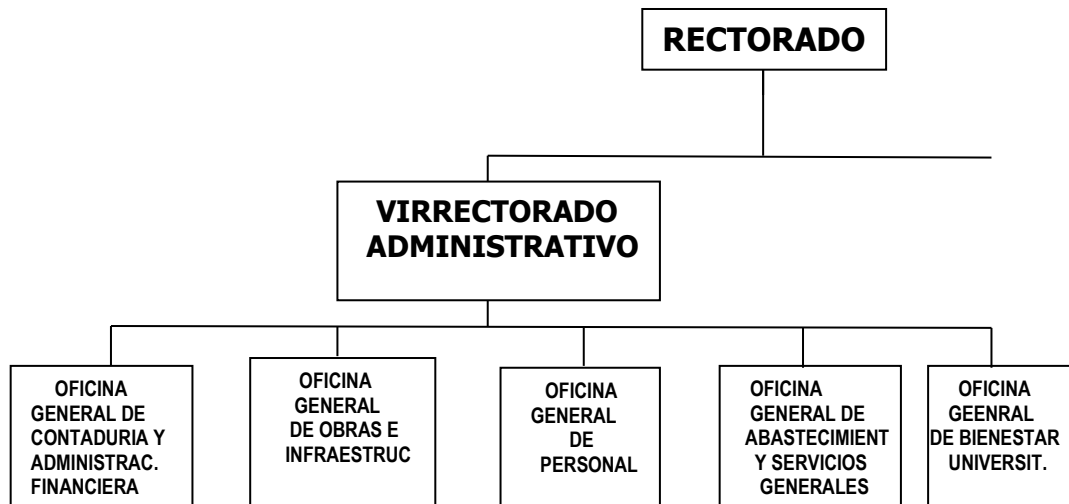 RECTORADO
VIRRECTORADO
ADMINISTRATIVO
OFICINA
GENERAL DE
CONTADURIA Y
ADMINISTRAC.
FINANCIERA
OFICINA
GENERAL
DE OBRAS E
INFRAESTRUC
OFICINA
GENERAL
DE
PERSONAL
OFICINA
GENERAL DE
ABASTECIMIENT
Y SERVICIOS
GENERALES
OFICINA
GEENRAL
DE BIENESTAR
UNIVERSIT.